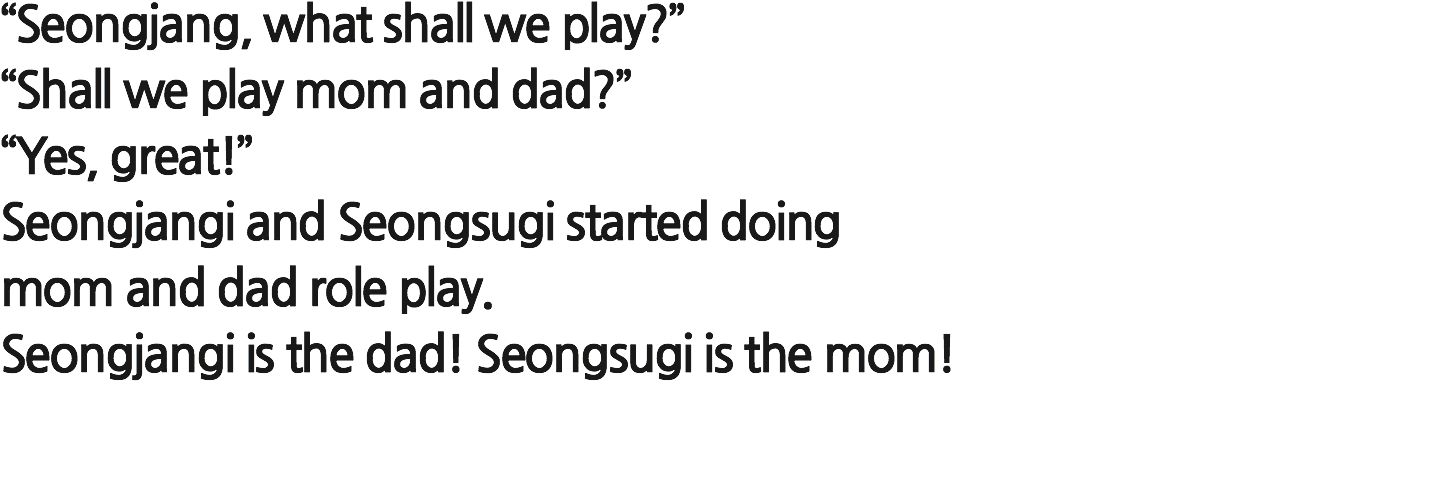 “Seongjang, what shall we play?”
“Shall we play mom and dad?”
“Yes, great!”
Seongjangi and Seongsugi started doing
mom and dad role play.
Seongjangi is the dad! Seongsugi is the mom!